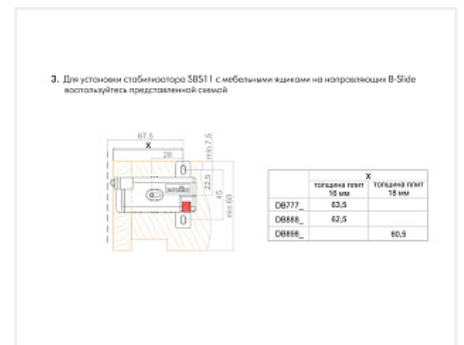 3. Для установки стабилизатора SBS11 с мебельными ящиками на направляющих B-Slide
воспользуйтесь представленной схемой
67,5
X
28
min 7,5
22,5
45
min 60
X
толщина плит
16 мм
толщина плит
18 мм
DB777_ 63,5
DB888_ 62,5
DB898_ 60,5